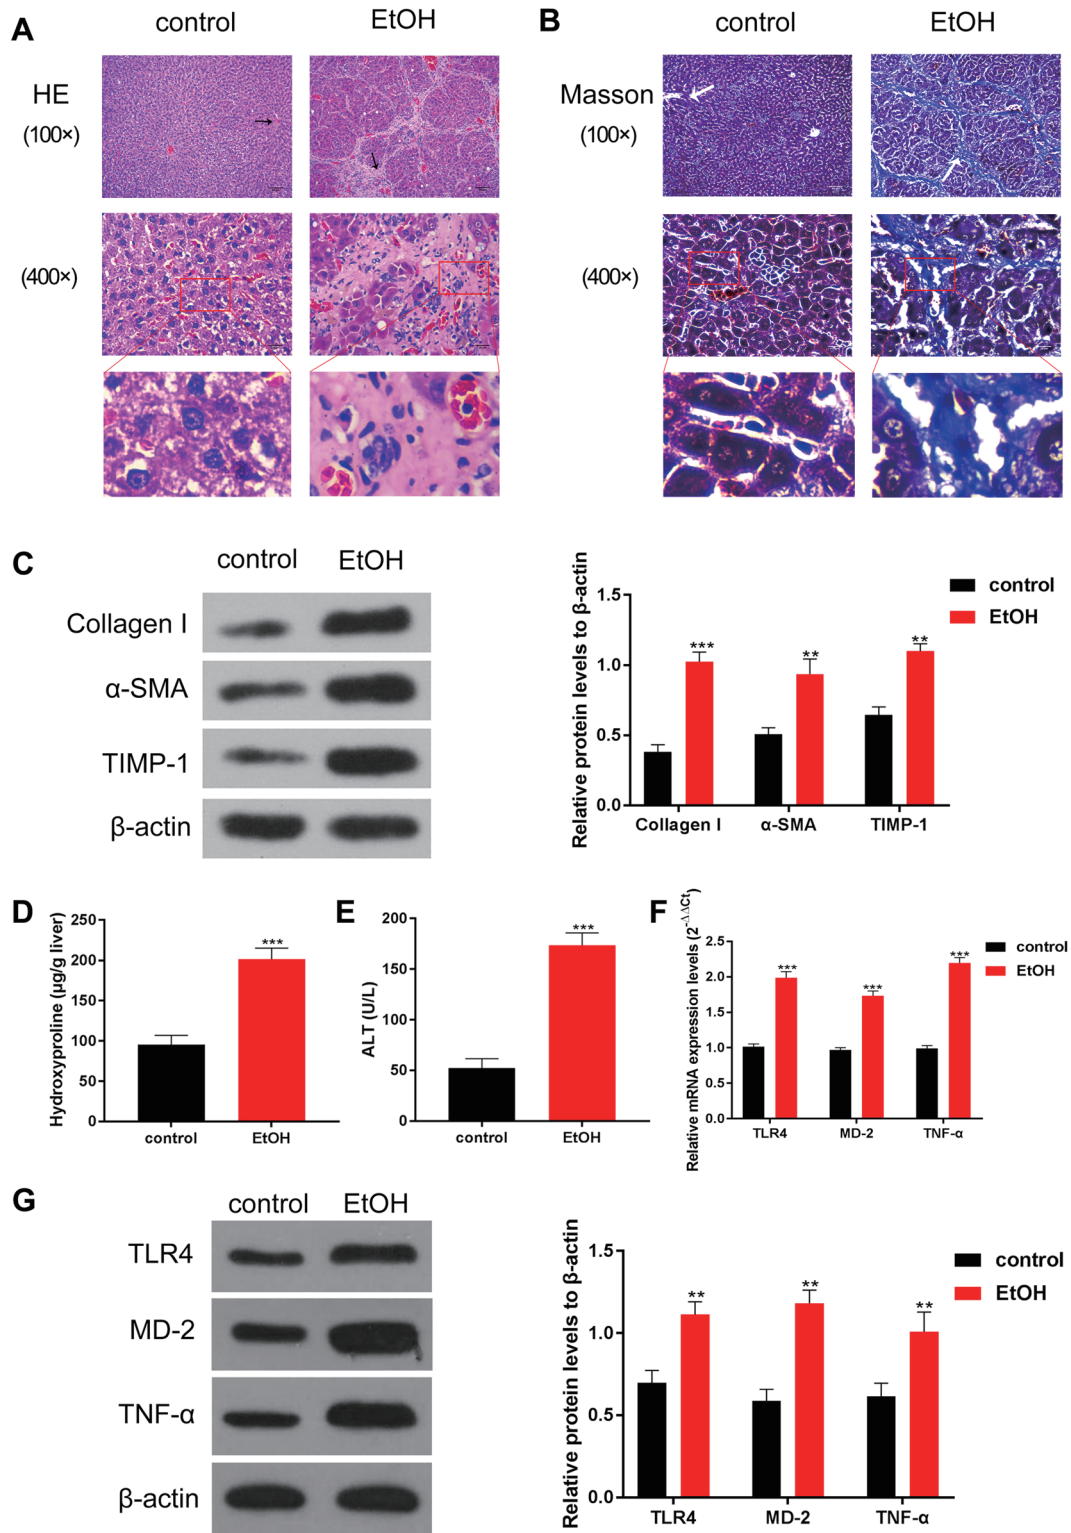 A
control
EtOH
HE
(100×)
(400×)
B
control
EtOH
Masson
(100×)
(400×)
C
control
EtOH
Collagen I
α-SMA
TIMP-1
β-actin
Relative protein levels to β-actin
1.5
1.0
0.5
0.0
***
**
**
Collagen I
α-SMA
TIMP-1
control
EtOH
D
Hydroxyproline (μg/g liver)
250
200
150
100
50
0
***
control
EtOH
E
ALT (U/L)
200
150
100
50
0
***
control
EtOH
F
Relative mRNA expression levels (2^-ΔΔCt)
2.5
2.0
1.5
1.0
0.5
0.0
***
***
***
TLR4
MD-2
TNF-α
control
EtOH
G
control
EtOH
TLR4
MD-2
TNF-α
β-actin
Relative protein levels to β-actin
1.5
1.0
0.5
0.0
**
**
**
TLR4
MD-2
TNF-α
control
EtOH